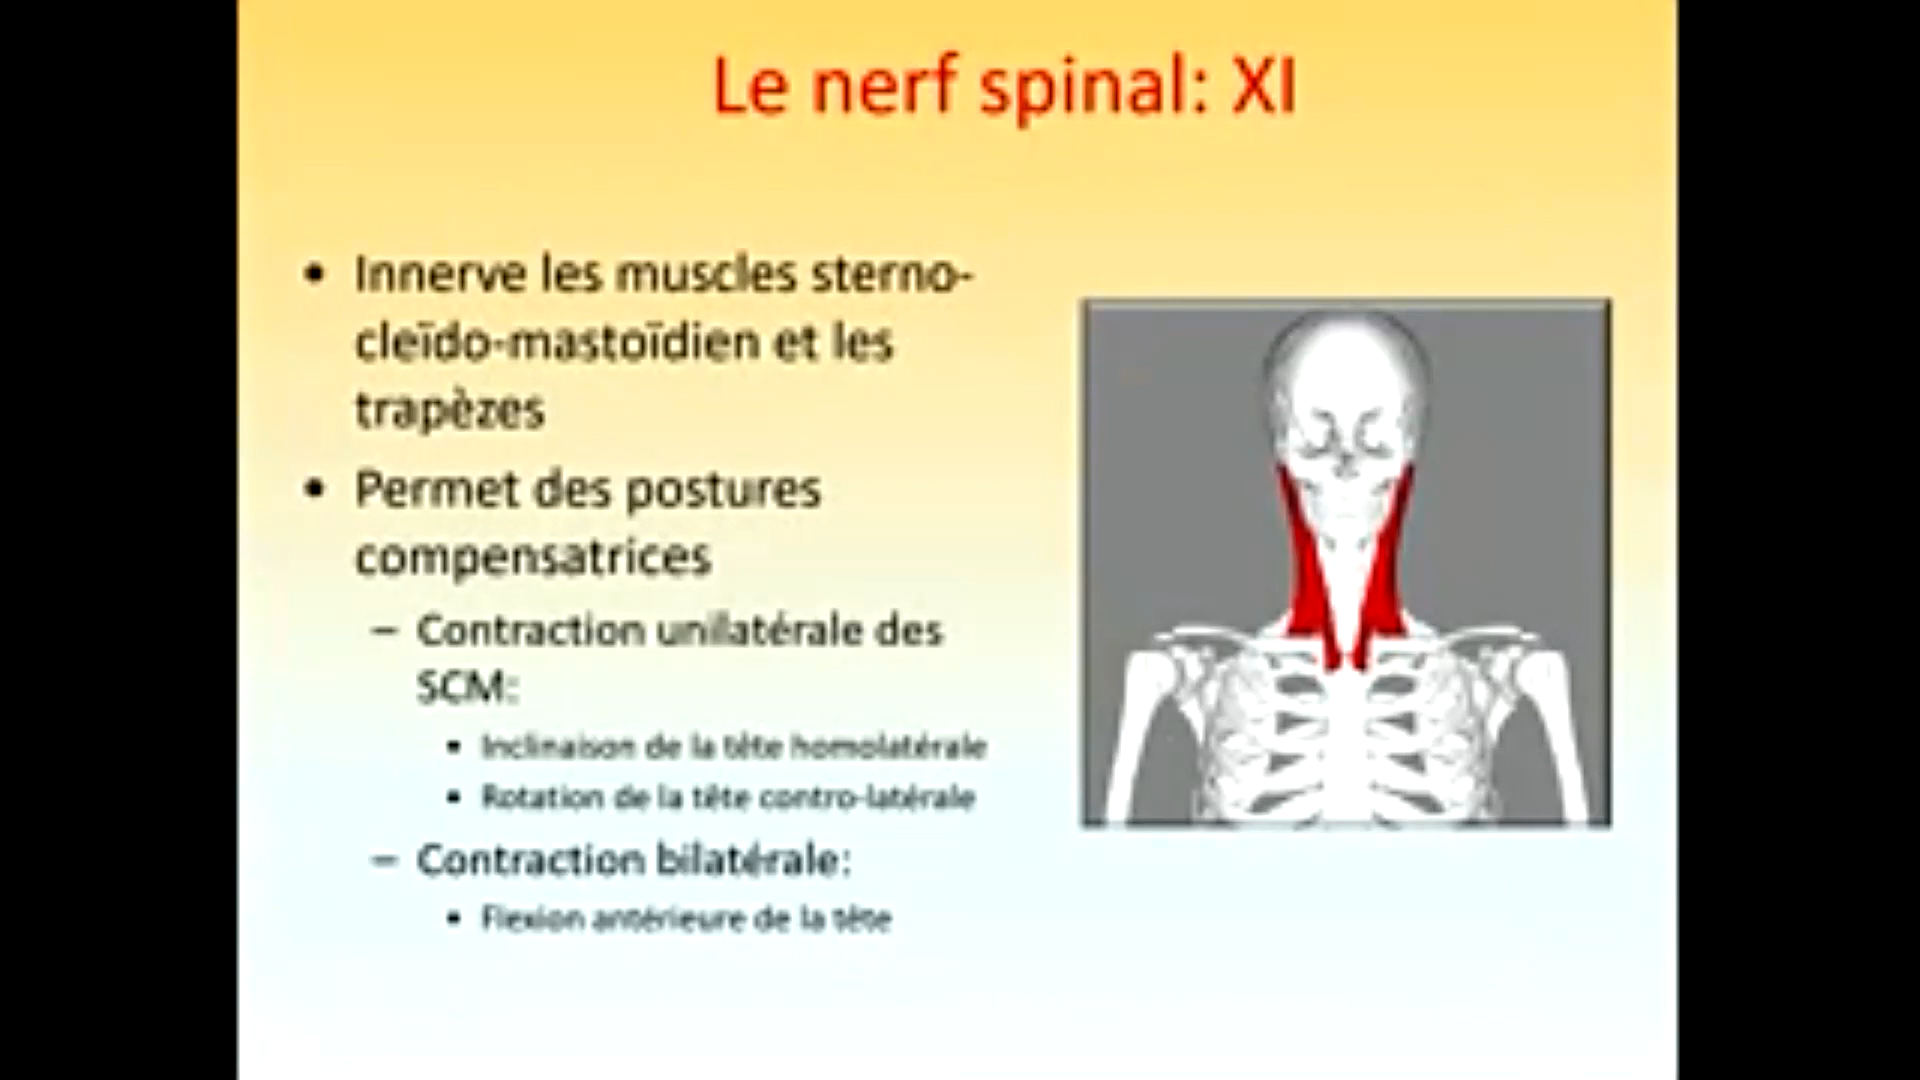 Le nerf spinal: XI
• Innerve les muscles sterno-
cleïdo-mastoïdien et les
trapèzes
• Permet des postures
compensatrices
– Contraction unilatérale des
SCM:
▪ Inclinaison de la tête homolatérale
▪ Rotation de la tête contro-latérale
– Contraction bilatérale:
▪ Flexion antérieure de la tête